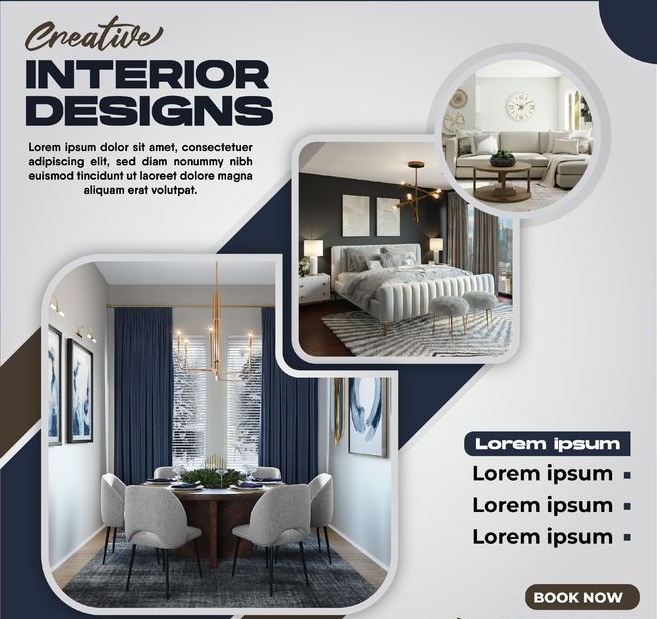 Creative
INTERIOR
DESIGNS
Lorem ipsum dolor sit amet, consectetuer
adipiscing elit, sed diam nonummy nibh
euismod tincidunt ut laoreet dolore magna
aliquam erat volutpat.
Lorem ipsum
Lorem ipsum
Lorem ipsum
Lorem ipsum
BOOK NOW